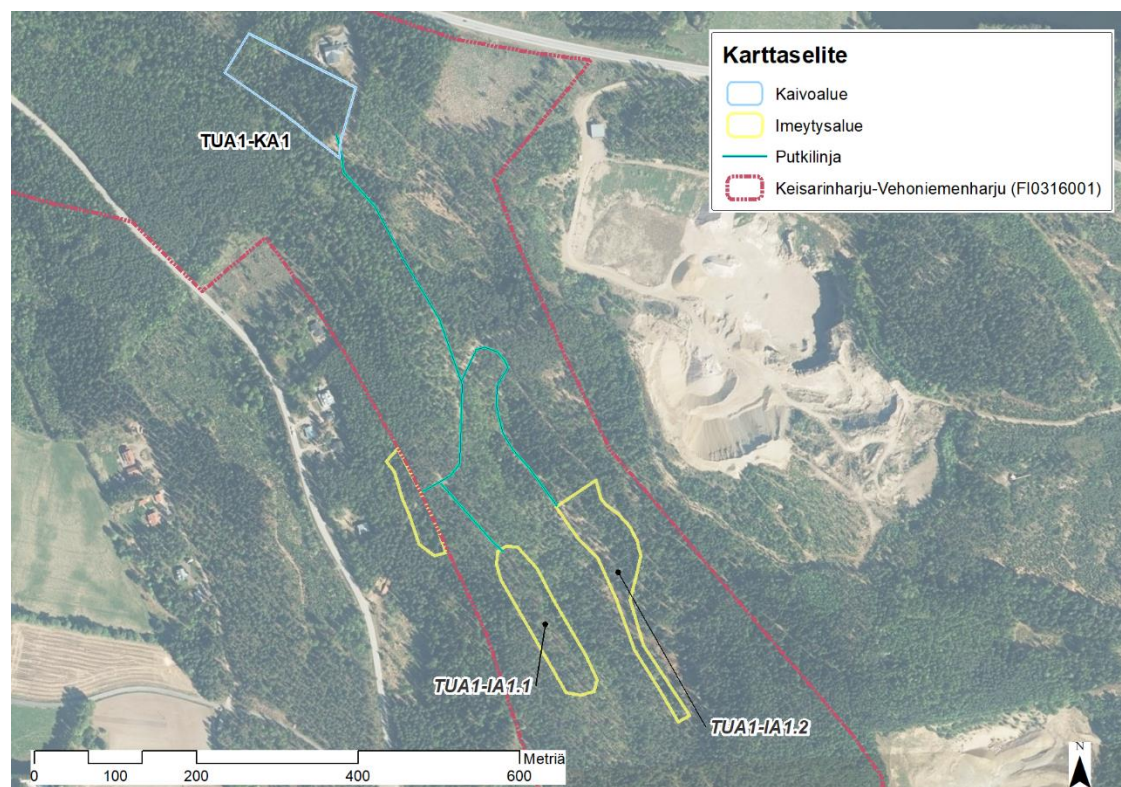 Karttaselite
Kaivoalue
Imeytysalue
Putkilinja
Keisarinharju-Vehoniemenharju (FI0316001)
TUA1-KA1
TUA1-IA1.1
TUA1-IA1.2
Metriä
0 100 200 400 600
N